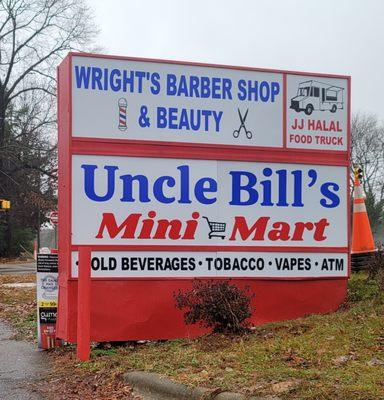 WRIGHT'S BARBER SHOP
& BEAUTY
JJ HALAL
FOOD TRUCK
Uncle Bill's
Mini Mart
COLD BEVERAGES · TOBACCO · VAPES · ATM